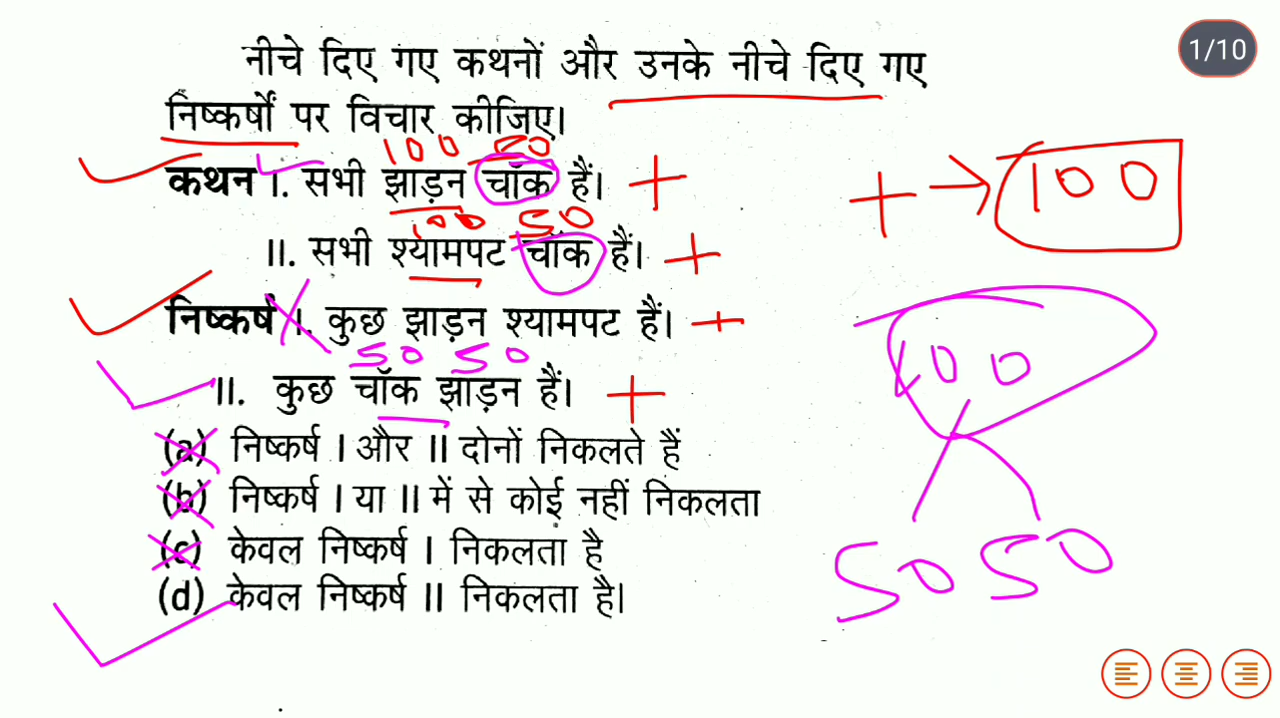 1/10
नीचे दिए गए कथनों और उनके नीचे दिए गए
निष्कर्षों पर विचार कीजिए।
100 50
कथन I. सभी झाड़न चॉक हैं। +
+ → 100
100 50
II. सभी श्यामपट चॉक हैं। +
निष्कर्ष I. कुछ झाड़न श्यामपट हैं। +
50 50
100
II. कुछ चॉक झाड़न हैं। +
(a) निष्कर्ष I और II दोनों निकलते हैं
(b) निष्कर्ष I या II में से कोई नहीं निकलता
(c) केवल निष्कर्ष I निकलता है
50 50
(d) केवल निष्कर्ष II निकलता है।